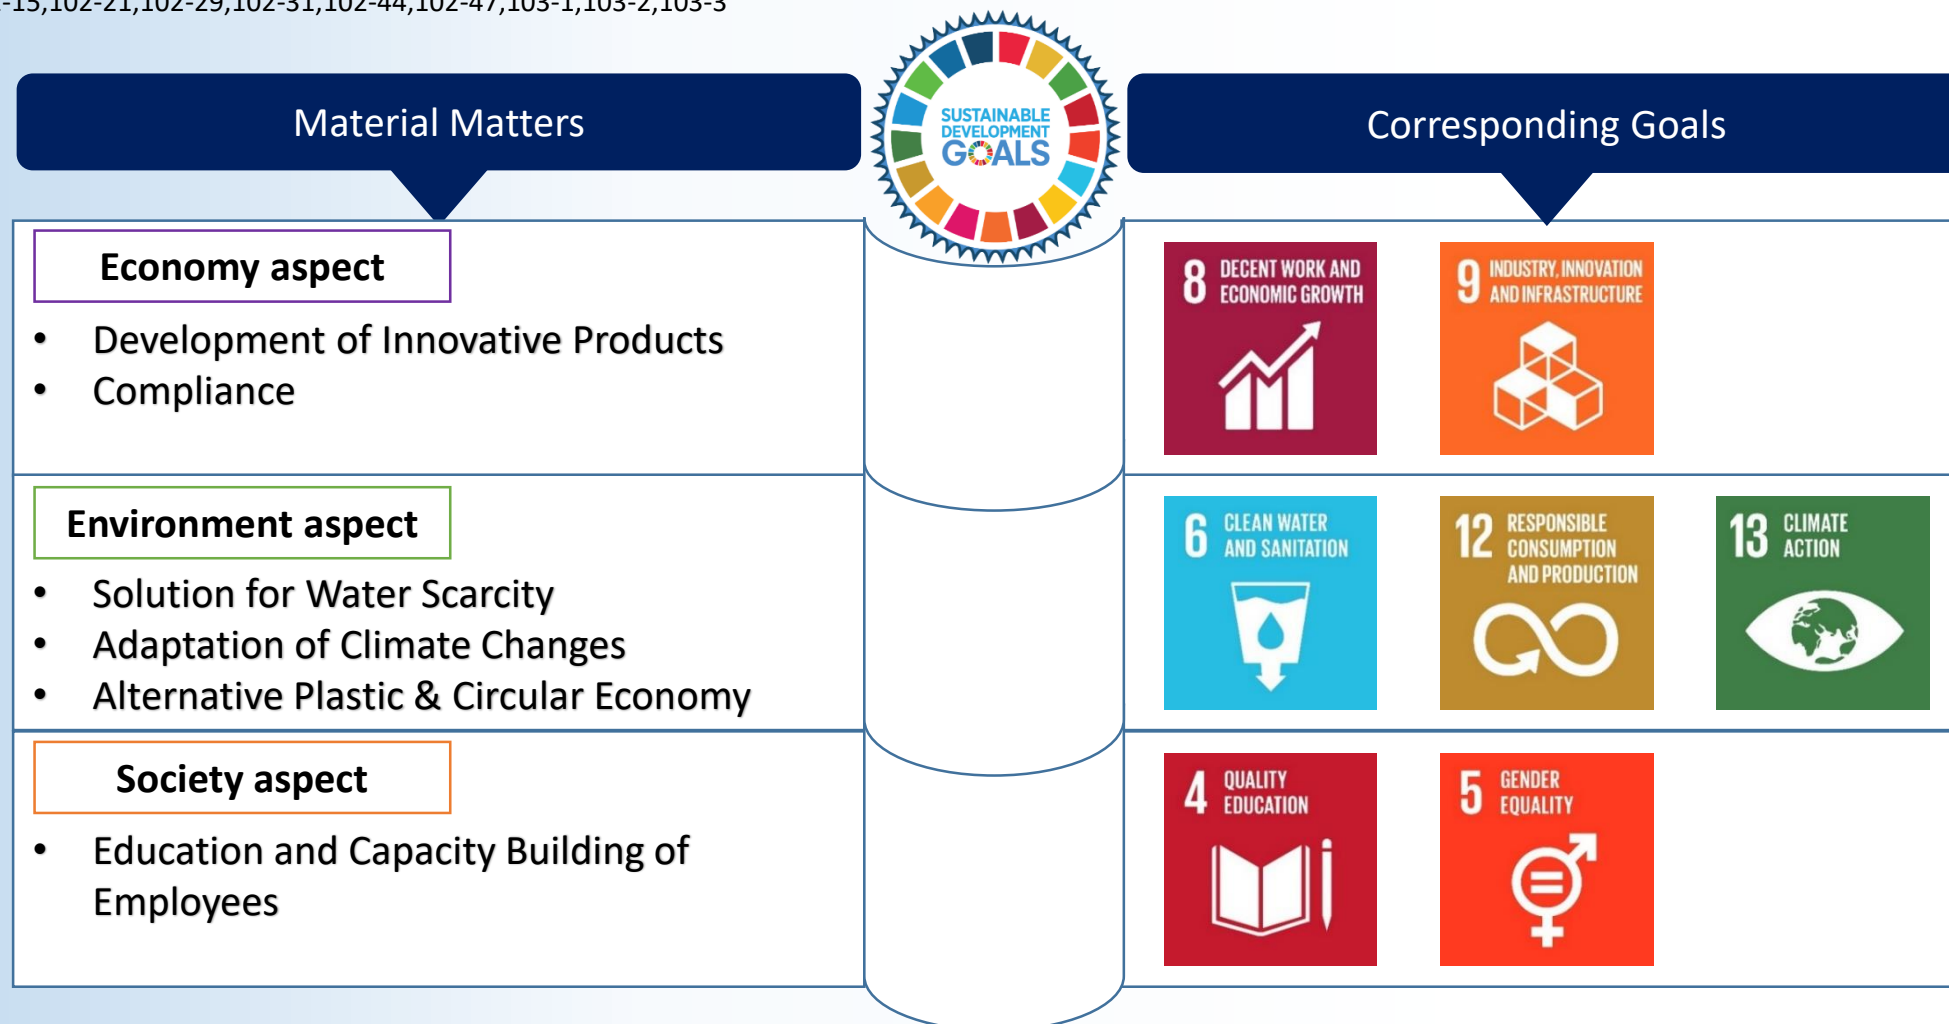 -15,102-21,102-29,102-31,102-44,102-47,103-1,103-2,103-3
Material Matters
SUSTAINABLE
DEVELOPMENT
GOALS
Corresponding Goals
Economy aspect
• Development of Innovative Products
• Compliance
8 DECENT WORK AND
ECONOMIC GROWTH
9 INDUSTRY, INNOVATION
AND INFRASTRUCTURE
Environment aspect
• Solution for Water Scarcity
• Adaptation of Climate Changes
• Alternative Plastic & Circular Economy
6 CLEAN WATER
AND SANITATION
12 RESPONSIBLE
CONSUMPTION
AND PRODUCTION
13 CLIMATE
ACTION
Society aspect
• Education and Capacity Building of
Employees
4 QUALITY
EDUCATION
5 GENDER
EQUALITY